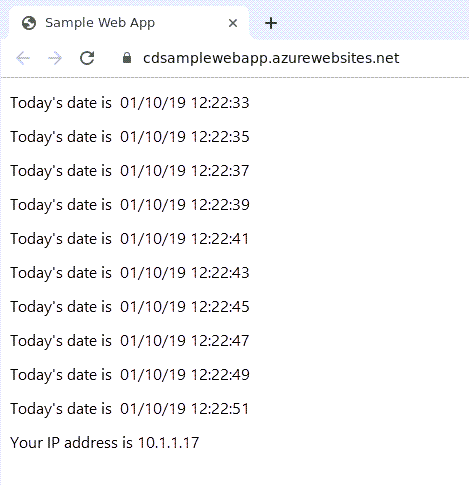 Sample Web App
cdsamplewebapp.azurewebsites.net
Today's date is 01/10/19 12:22:33
Today's date is 01/10/19 12:22:35
Today's date is 01/10/19 12:22:37
Today's date is 01/10/19 12:22:39
Today's date is 01/10/19 12:22:41
Today's date is 01/10/19 12:22:43
Today's date is 01/10/19 12:22:45
Today's date is 01/10/19 12:22:47
Today's date is 01/10/19 12:22:49
Today's date is 01/10/19 12:22:51
Your IP address is 10.1.1.17